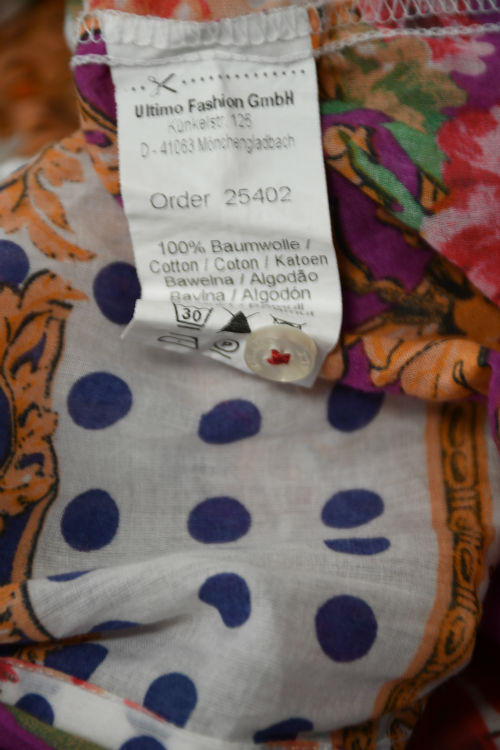 Ultimo Fashion GmbH
Künkelstr. 125
D - 41063 Mönchengladbach
Order 25402
100% Baumwolle /
Cotton / Coton / Katoen
Bawelna / Algodão
Bavlna / Algodón
30
P